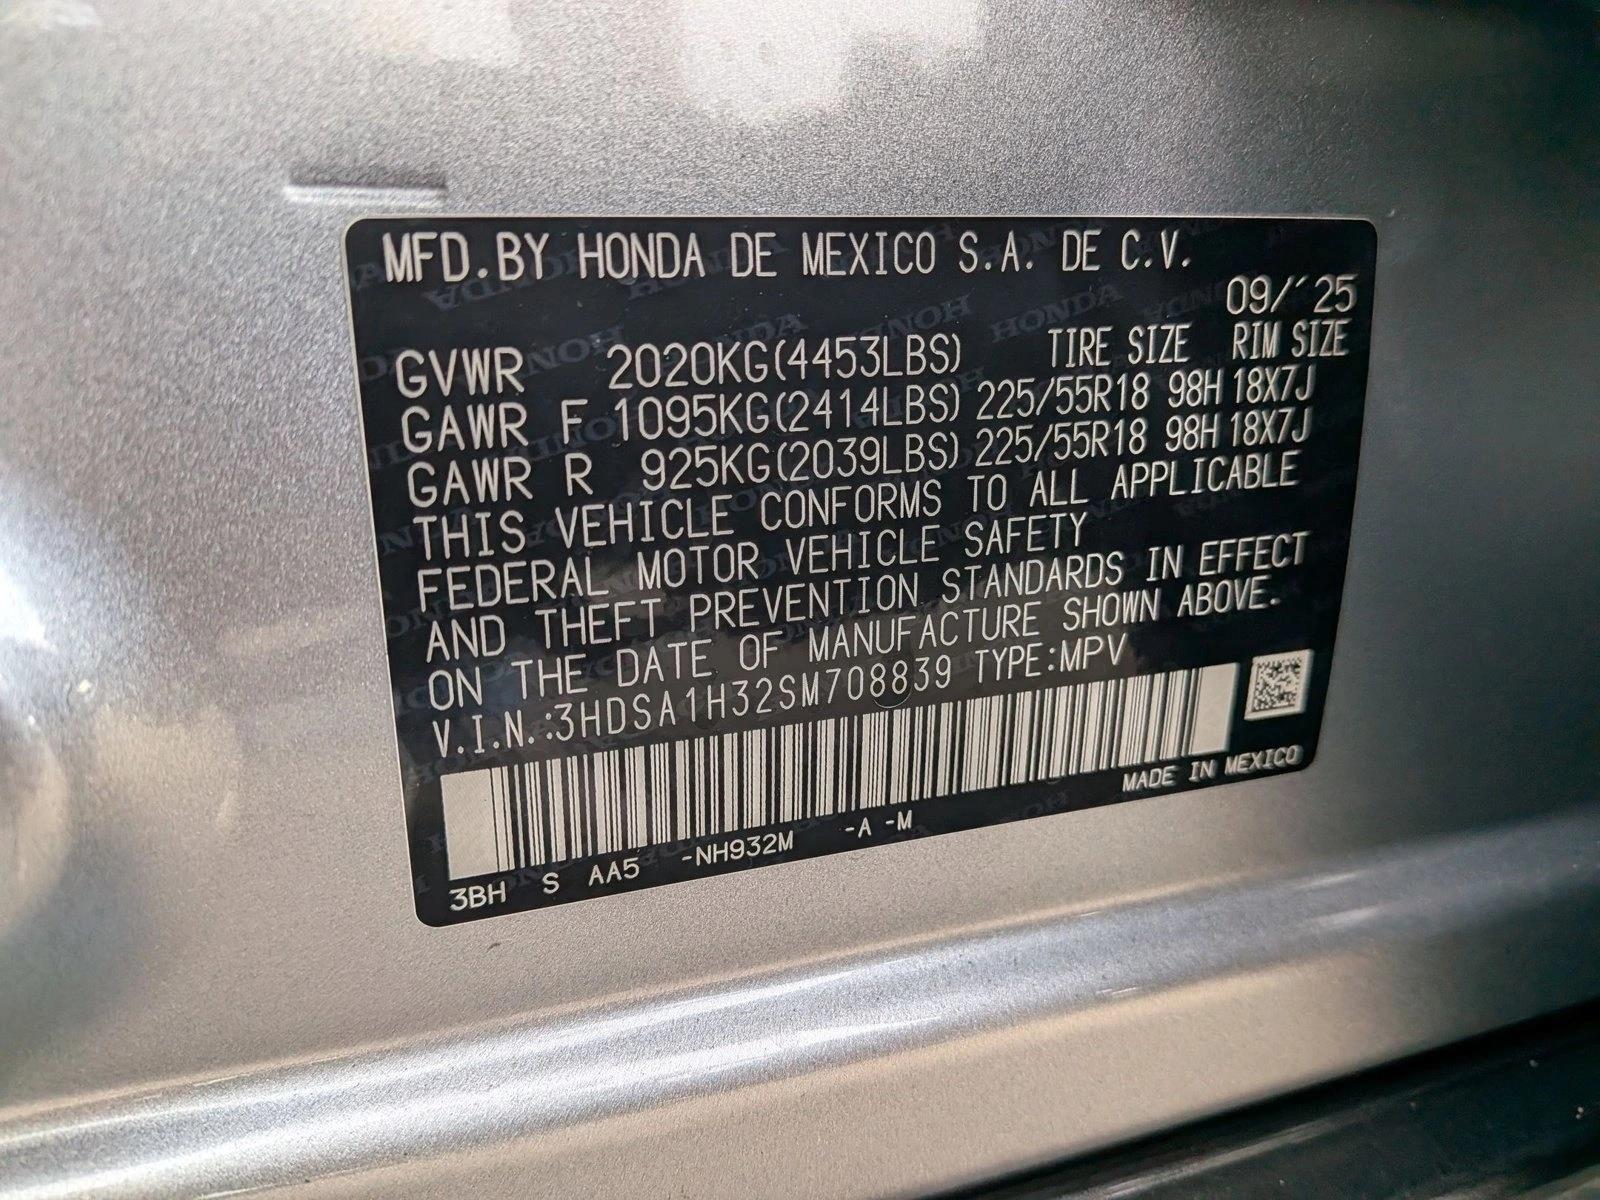 MFD.BY HONDA DE MEXICO S.A. DE C.V.
09/´25
GVWR 2020KG(4453LBS) TIRE SIZE RIM SIZE
GAWR F 1095KG(2414LBS) 225/55R18 98H 18X7J
GAWR R 925KG(2039LBS) 225/55R18 98H 18X7J
THIS VEHICLE CONFORMS TO ALL APPLICABLE
FEDERAL MOTOR VEHICLE SAFETY
AND THEFT PREVENTION STANDARDS IN EFFECT
ON THE DATE OF MANUFACTURE SHOWN ABOVE.
V.I.N.:3HDSA1H32SM708839 TYPE:MPV
MADE IN MEXICO
3BH S AA5 -NH932M -A -M